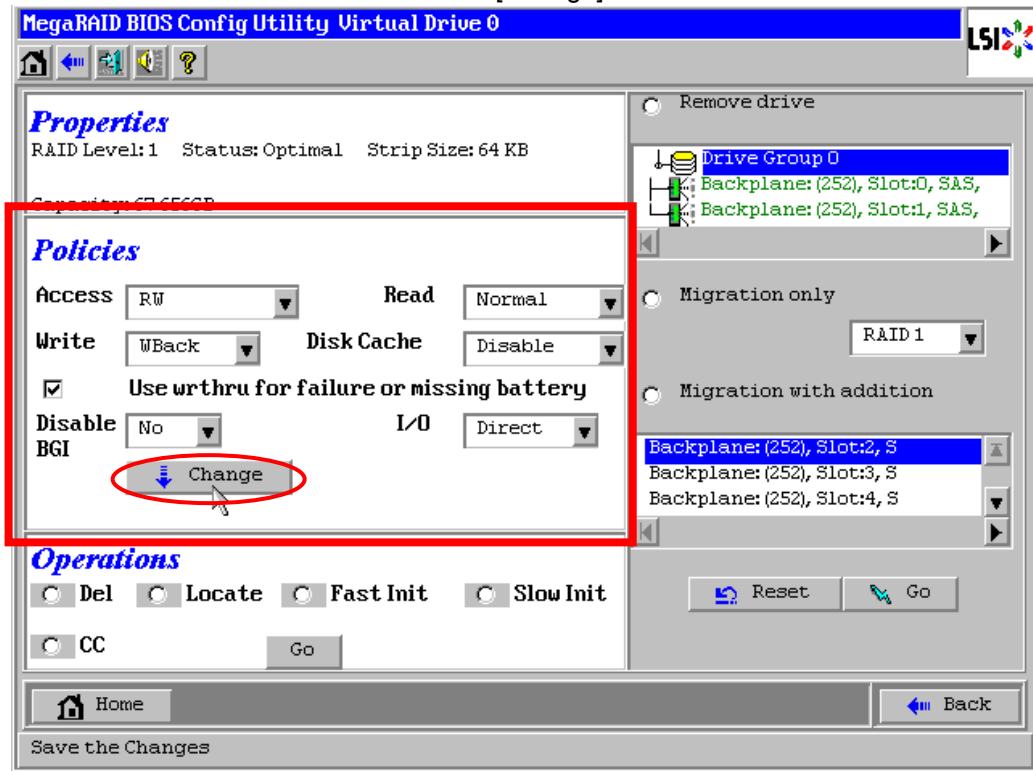 MegaRAID BIOS Config Utility Virtual Drive 0
LSI
Properties
RAID Level: 1 Status: Optimal Strip Size: 64 KB
Policies
Access RW Read Normal
Write WBack Disk Cache Disable
Use wrthru for failure or missing battery
Disable BGI No I/O Direct
Change
Operations
Del Locate Fast Init Slow Init
CC Go
Remove drive
Drive Group 0
Backplane: (252), Slot:0, SAS,
Backplane: (252), Slot:1, SAS,
Migration only
RAID 1
Migration with addition
Backplane: (252), Slot:2, S
Backplane: (252), Slot:3, S
Backplane: (252), Slot:4, S
Reset Go
Home Back
Save the Changes